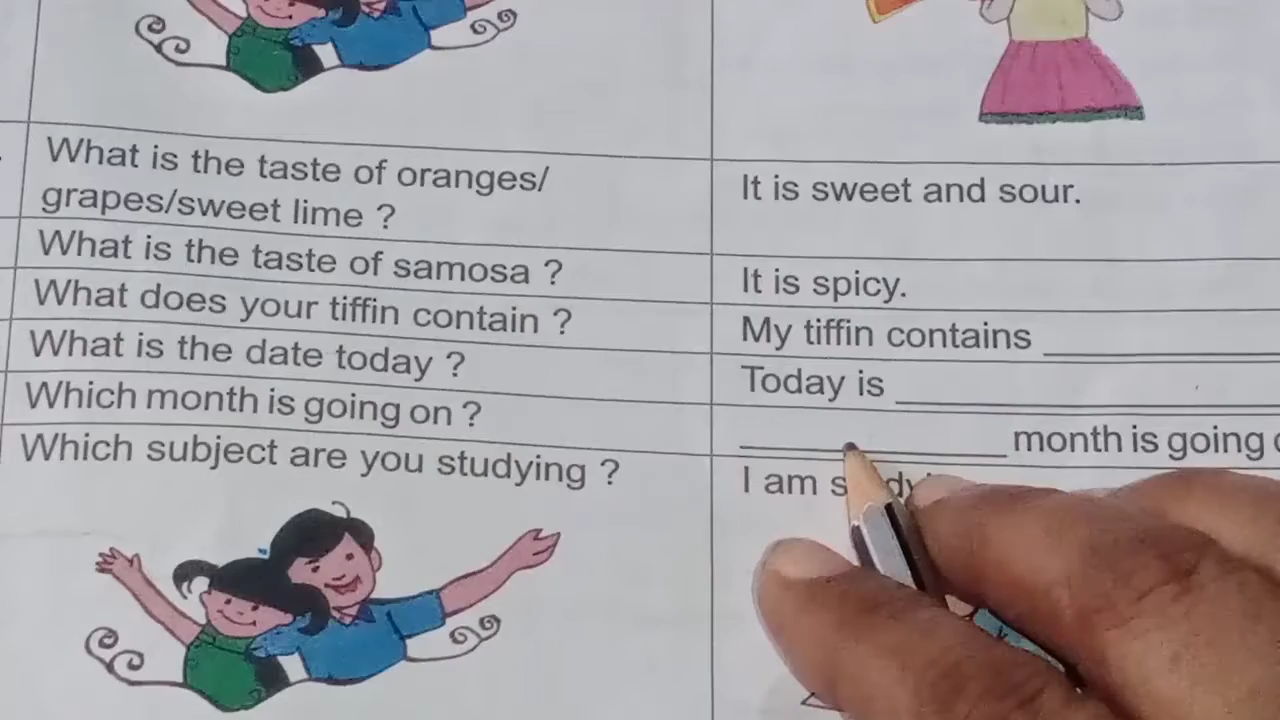 What is the taste of oranges/
grapes/sweet lime ?
It is sweet and sour.
What is the taste of samosa ?
It is spicy.
What does your tiffin contain ?
My tiffin contains
What is the date today ?
Today is
Which month is going on ?
month is going
Which subject are you studying ?
I am